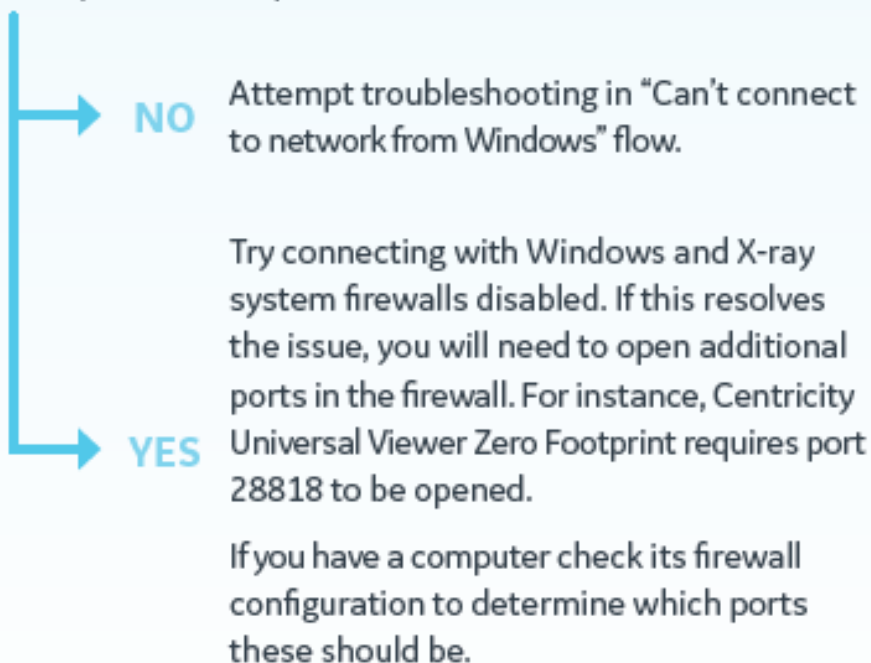 NO
Attempt troubleshooting in “Can’t connect
to network from Windows” flow.
Try connecting with Windows and X-ray
system firewalls disabled. If this resolves
the issue, you will need to open additional
ports in the firewall. For instance, Centricity
YES
Universal Viewer Zero Footprint requires port
28818 to be opened.
If you have a computer check its firewall
configuration to determine which ports
these should be.